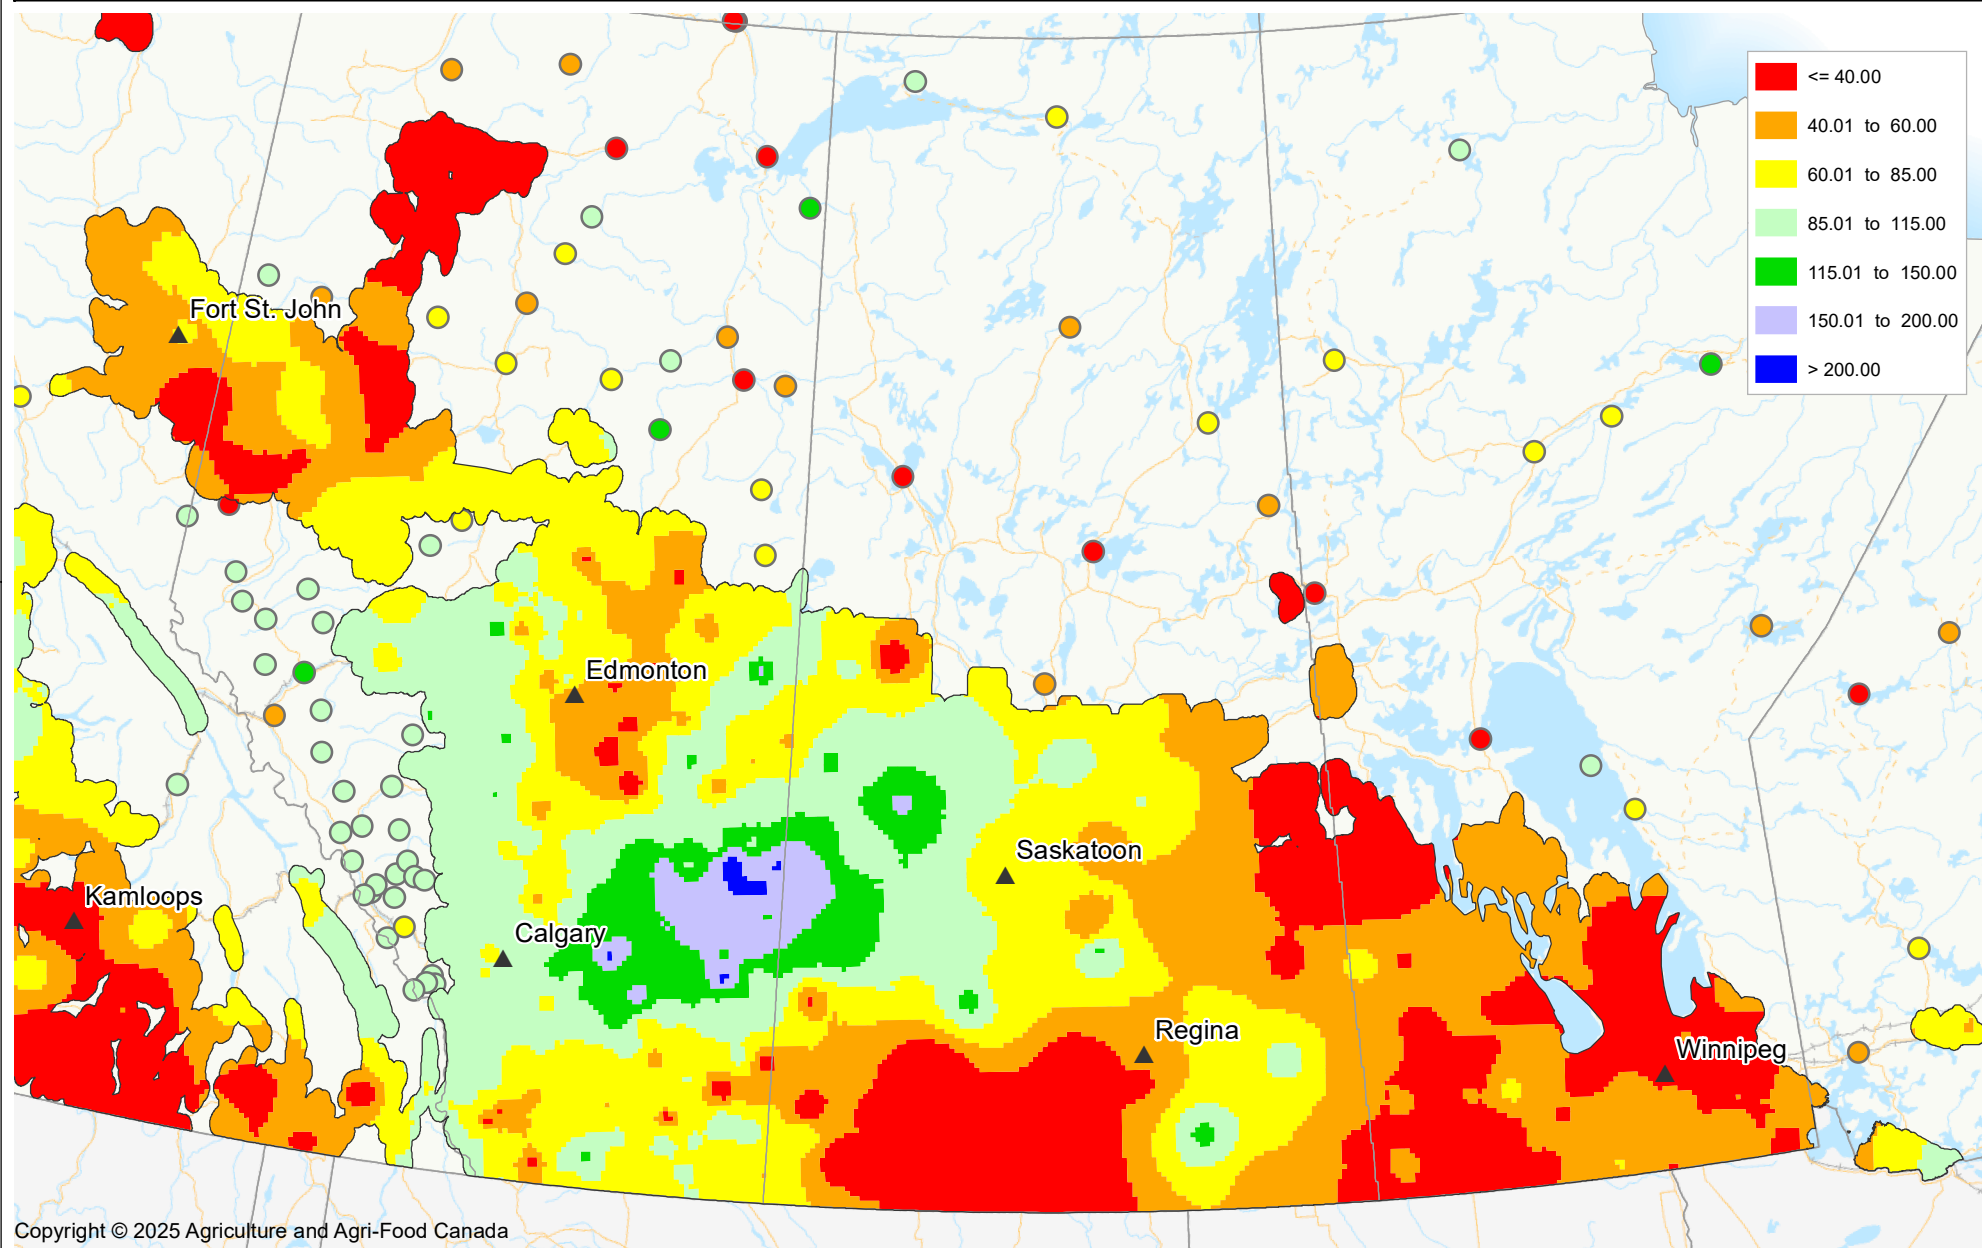 <= 40.00
40.01 to 60.00
60.01 to 85.00
85.01 to 115.00
115.01 to 150.00
150.01 to 200.00
> 200.00
Fort St. John
Edmonton
Saskatoon
Kamloops
Calgary
Regina
Winnipeg
Copyright © 2025 Agriculture and Agri-Food Canada